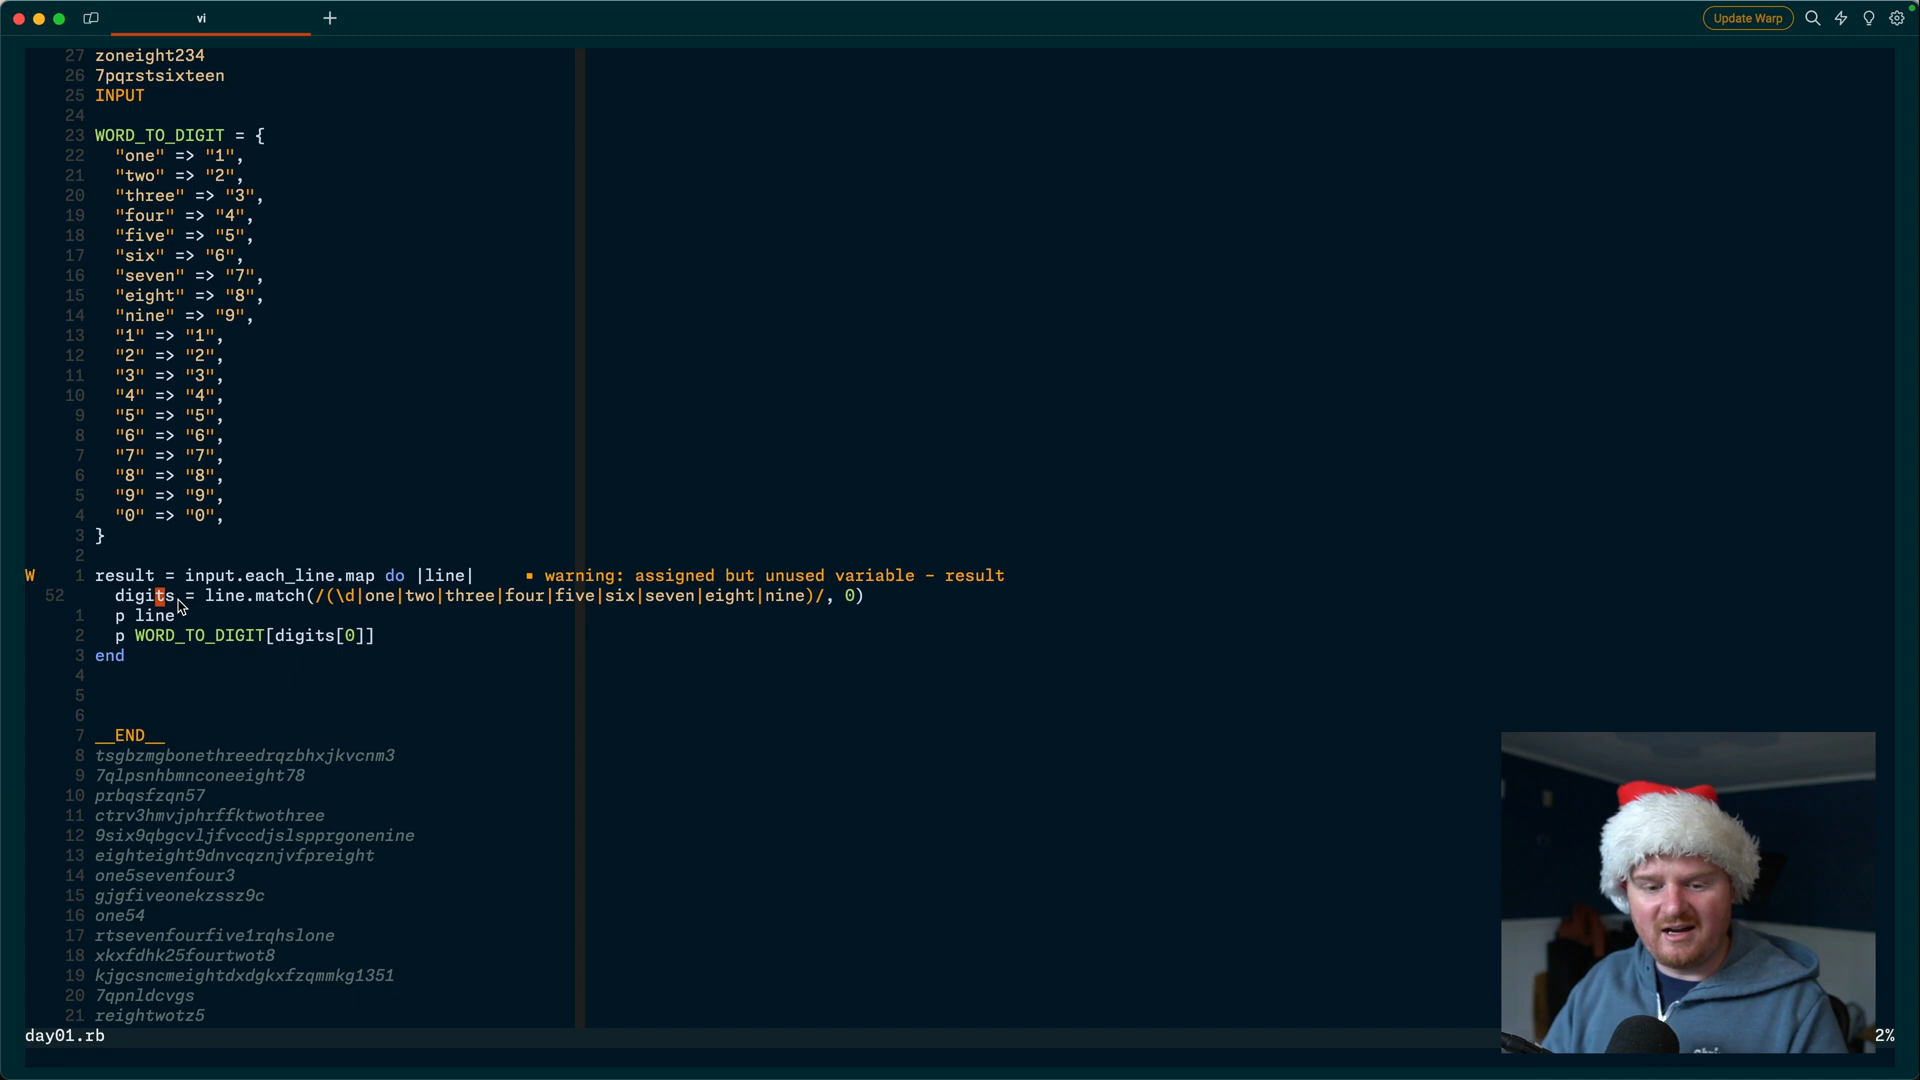 vi
Update Warp
27 zoneight234
26 7pqrstsixteen
25 INPUT
24
23 WORD_TO_DIGIT = {
22 "one" => "1",
21 "two" => "2",
20 "three" => "3",
19 "four" => "4",
18 "five" => "5",
17 "six" => "6",
16 "seven" => "7",
15 "eight" => "8",
14 "nine" => "9",
13 "1" => "1",
12 "2" => "2",
11 "3" => "3",
10 "4" => "4",
9 "5" => "5",
8 "6" => "6",
7 "7" => "7",
6 "8" => "8",
5 "9" => "9",
4 "0" => "0",
3 }
2
W 1 result = input.each_line.map do |line| ▪ warning: assigned but unused variable - result
52 digits = line.match(/(\d|one|two|three|four|five|six|seven|eight|nine)/, 0)
1 p line
2 p WORD_TO_DIGIT[digits[0]]
3 end
4
5
6
7 __END__
8 tsgbzmgbonethreedrqzbhxjkvcnm3
9 7qlpsnhbmnconeeight78
10 prbqsfzqn57
11 ctrv3hmvjphrffktwothree
12 9six9qbgcvljfvccdjslspprgonenine
13 eighteight9dnvcqznjvfpreight
14 one5sevenfour3
15 gjgfiveonekzssz9c
16 one54
17 rtsevenfourfive1rqhslone
18 xkxfdhk25fourtwot8
19 kjgcsncmeightdxdgkxfzqmmkg1351
20 7qpnldcvgs
21 reightwotz5
day01.rb
2%